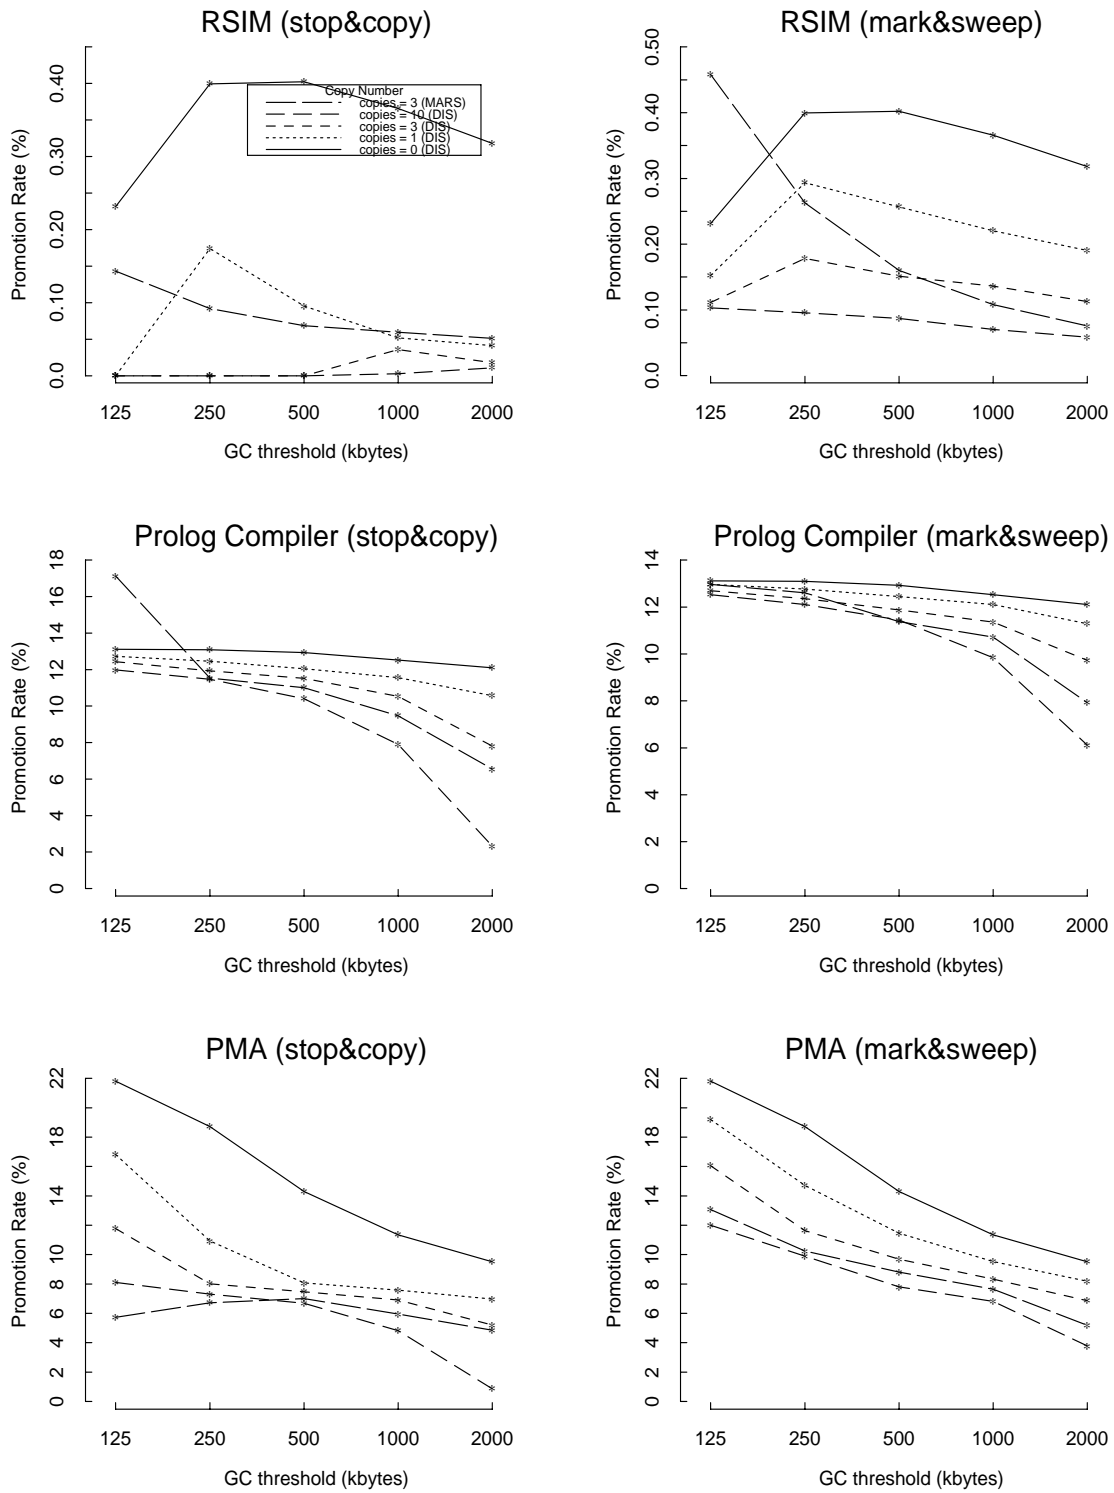 RSIM (stop&copy)
Promotion Rate (%)
0.0 0.10 0.20 0.30 0.40
Copy Number
copies = 3 (MARS)
copies = 10 (DIS)
copies = 3 (DIS)
copies = 1 (DIS)
copies = 0 (DIS)
125 250 500 1000 2000
GC threshold (kbytes)
RSIM (mark&sweep)
Promotion Rate (%)
0.0 0.10 0.20 0.30 0.40 0.50
125 250 500 1000 2000
GC threshold (kbytes)
Prolog Compiler (stop&copy)
Promotion Rate (%)
0 2 4 6 8 10 12 14 16 18
125 250 500 1000 2000
GC threshold (kbytes)
Prolog Compiler (mark&sweep)
Promotion Rate (%)
0 2 4 6 8 10 12 14
125 250 500 1000 2000
GC threshold (kbytes)
PMA (stop&copy)
Promotion Rate (%)
0 2 4 6 8 10 14 18 22
125 250 500 1000 2000
GC threshold (kbytes)
PMA (mark&sweep)
Promotion Rate (%)
0 2 4 6 8 10 14 18 22
125 250 500 1000 2000
GC threshold (kbytes)